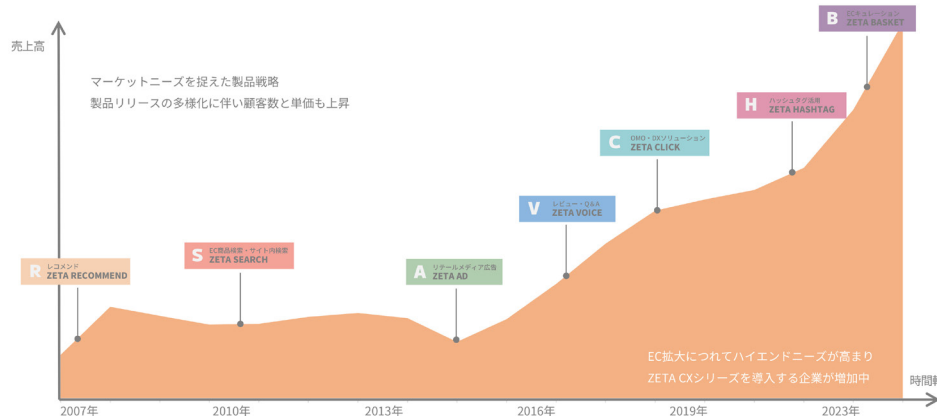 売上高
マーケットニーズを捉えた製品戦略
製品リリースの多様化に伴い顧客数と単価も上昇
B ECキュレーション
ZETA BASKET
H ハッシュタグ活用
ZETA HASHTAG
C OMO・DXソリューション
ZETA CLICK
V レビュー・Q&A
ZETA VOICE
S EC商品検索・サイト内検索
ZETA SEARCH
R レコメンド
ZETA RECOMMEND
A リテールメディア広告
ZETA AD
EC拡大につれてハイエンドニーズが高まり
ZETA CXシリーズを導入する企業が増加中
時間軸
2007年 2010年 2013年 2016年 2019年 2023年